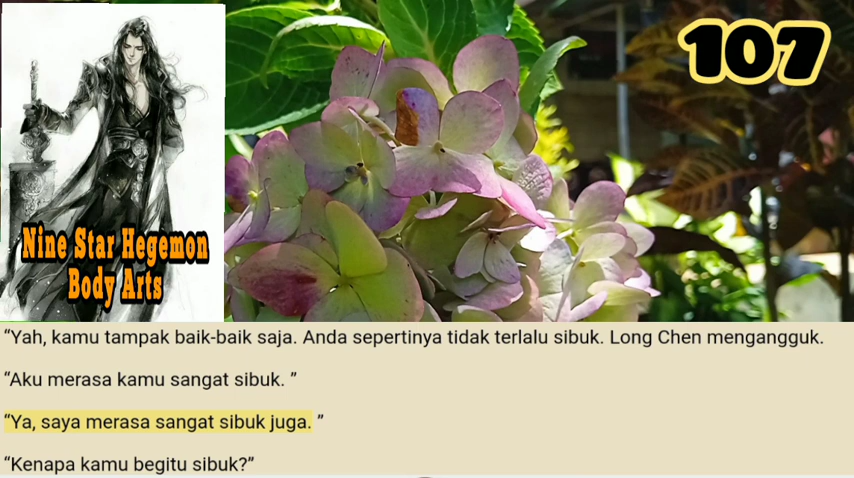 107
Nine Star Hegemon
Body Arts
“Yah, kamu tampak baik-baik saja. Anda sepertinya tidak terlalu sibuk. Long Chen mengangguk.
“Aku merasa kamu sangat sibuk. ”
“Ya, saya merasa sangat sibuk juga. ”
“Kenapa kamu begitu sibuk?”